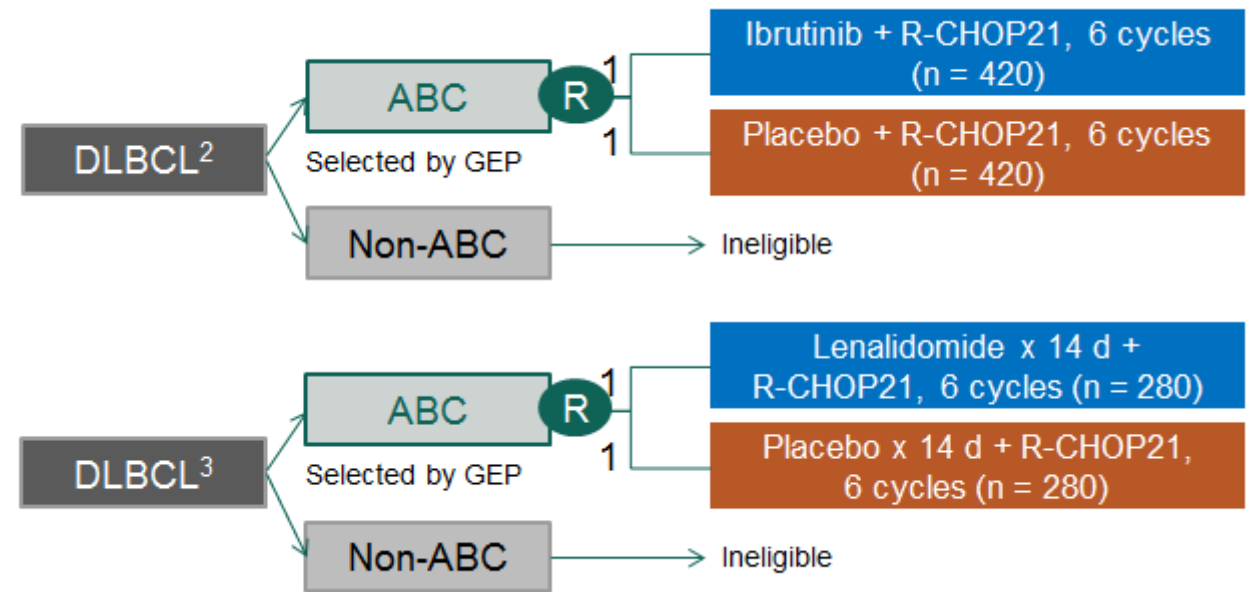 DLBCL2
ABC
R
Selected by GEP
Non-ABC
1
1
Ibrutinib + R-CHOP21, 6 cycles
(n = 420)
Placebo + R-CHOP21, 6 cycles
(n = 420)
Ineligible
DLBCL3
ABC
R
Selected by GEP
Non-ABC
1
1
Lenalidomide x 14 d +
R-CHOP21, 6 cycles (n = 280)
Placebo x 14 d + R-CHOP21,
6 cycles (n = 280)
Ineligible